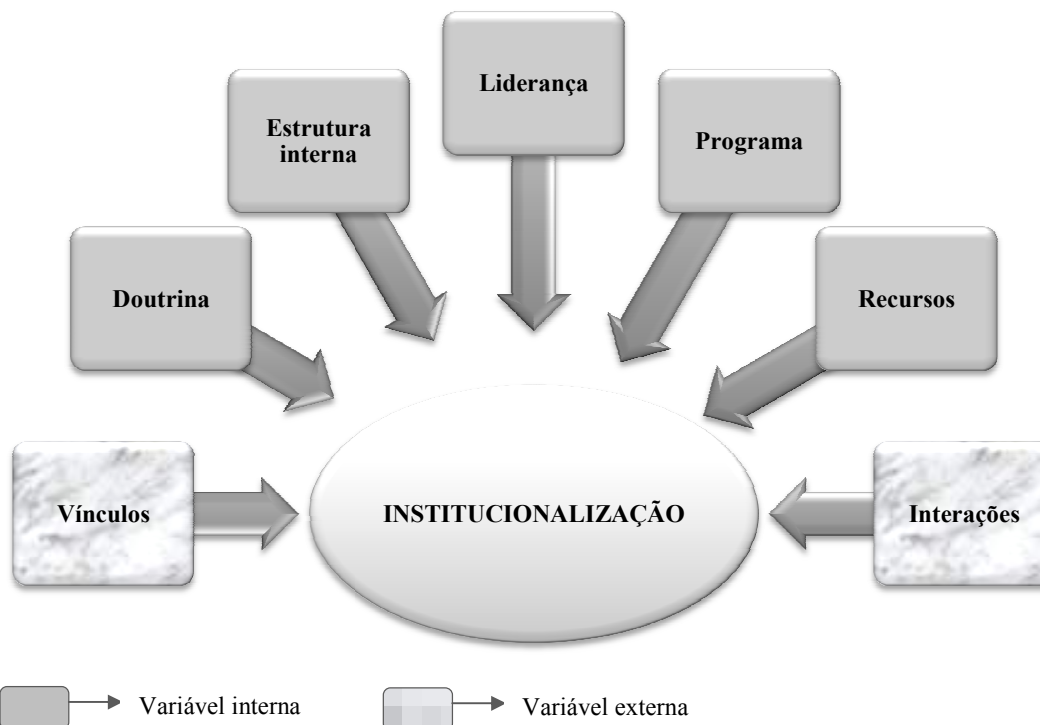 Liderança
Estrutura
interna
Programa
Doutrina
Recursos
Vínculos
INSTITUCIONALIZAÇÃO
Interações
Variável interna
Variável externa